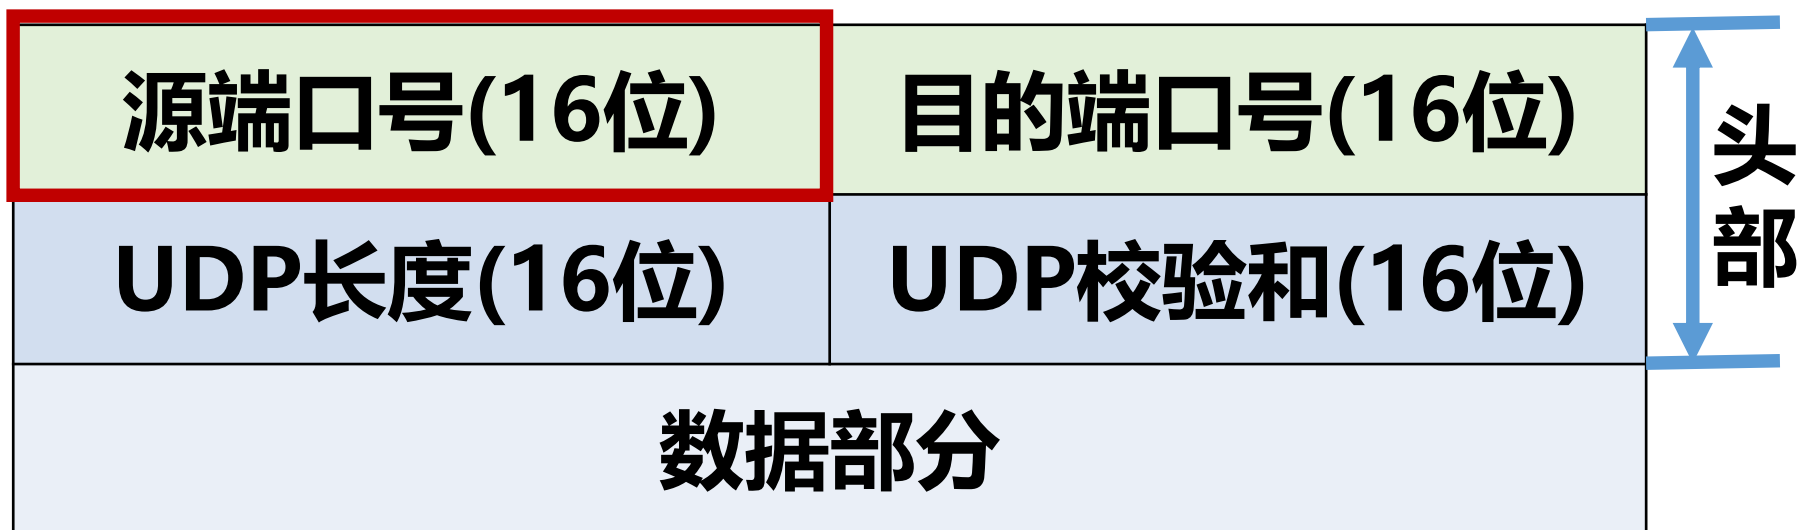 源端口号(16位)
目的端口号(16位)
UDP长度(16位)
UDP校验和(16位)
数据部分
头部